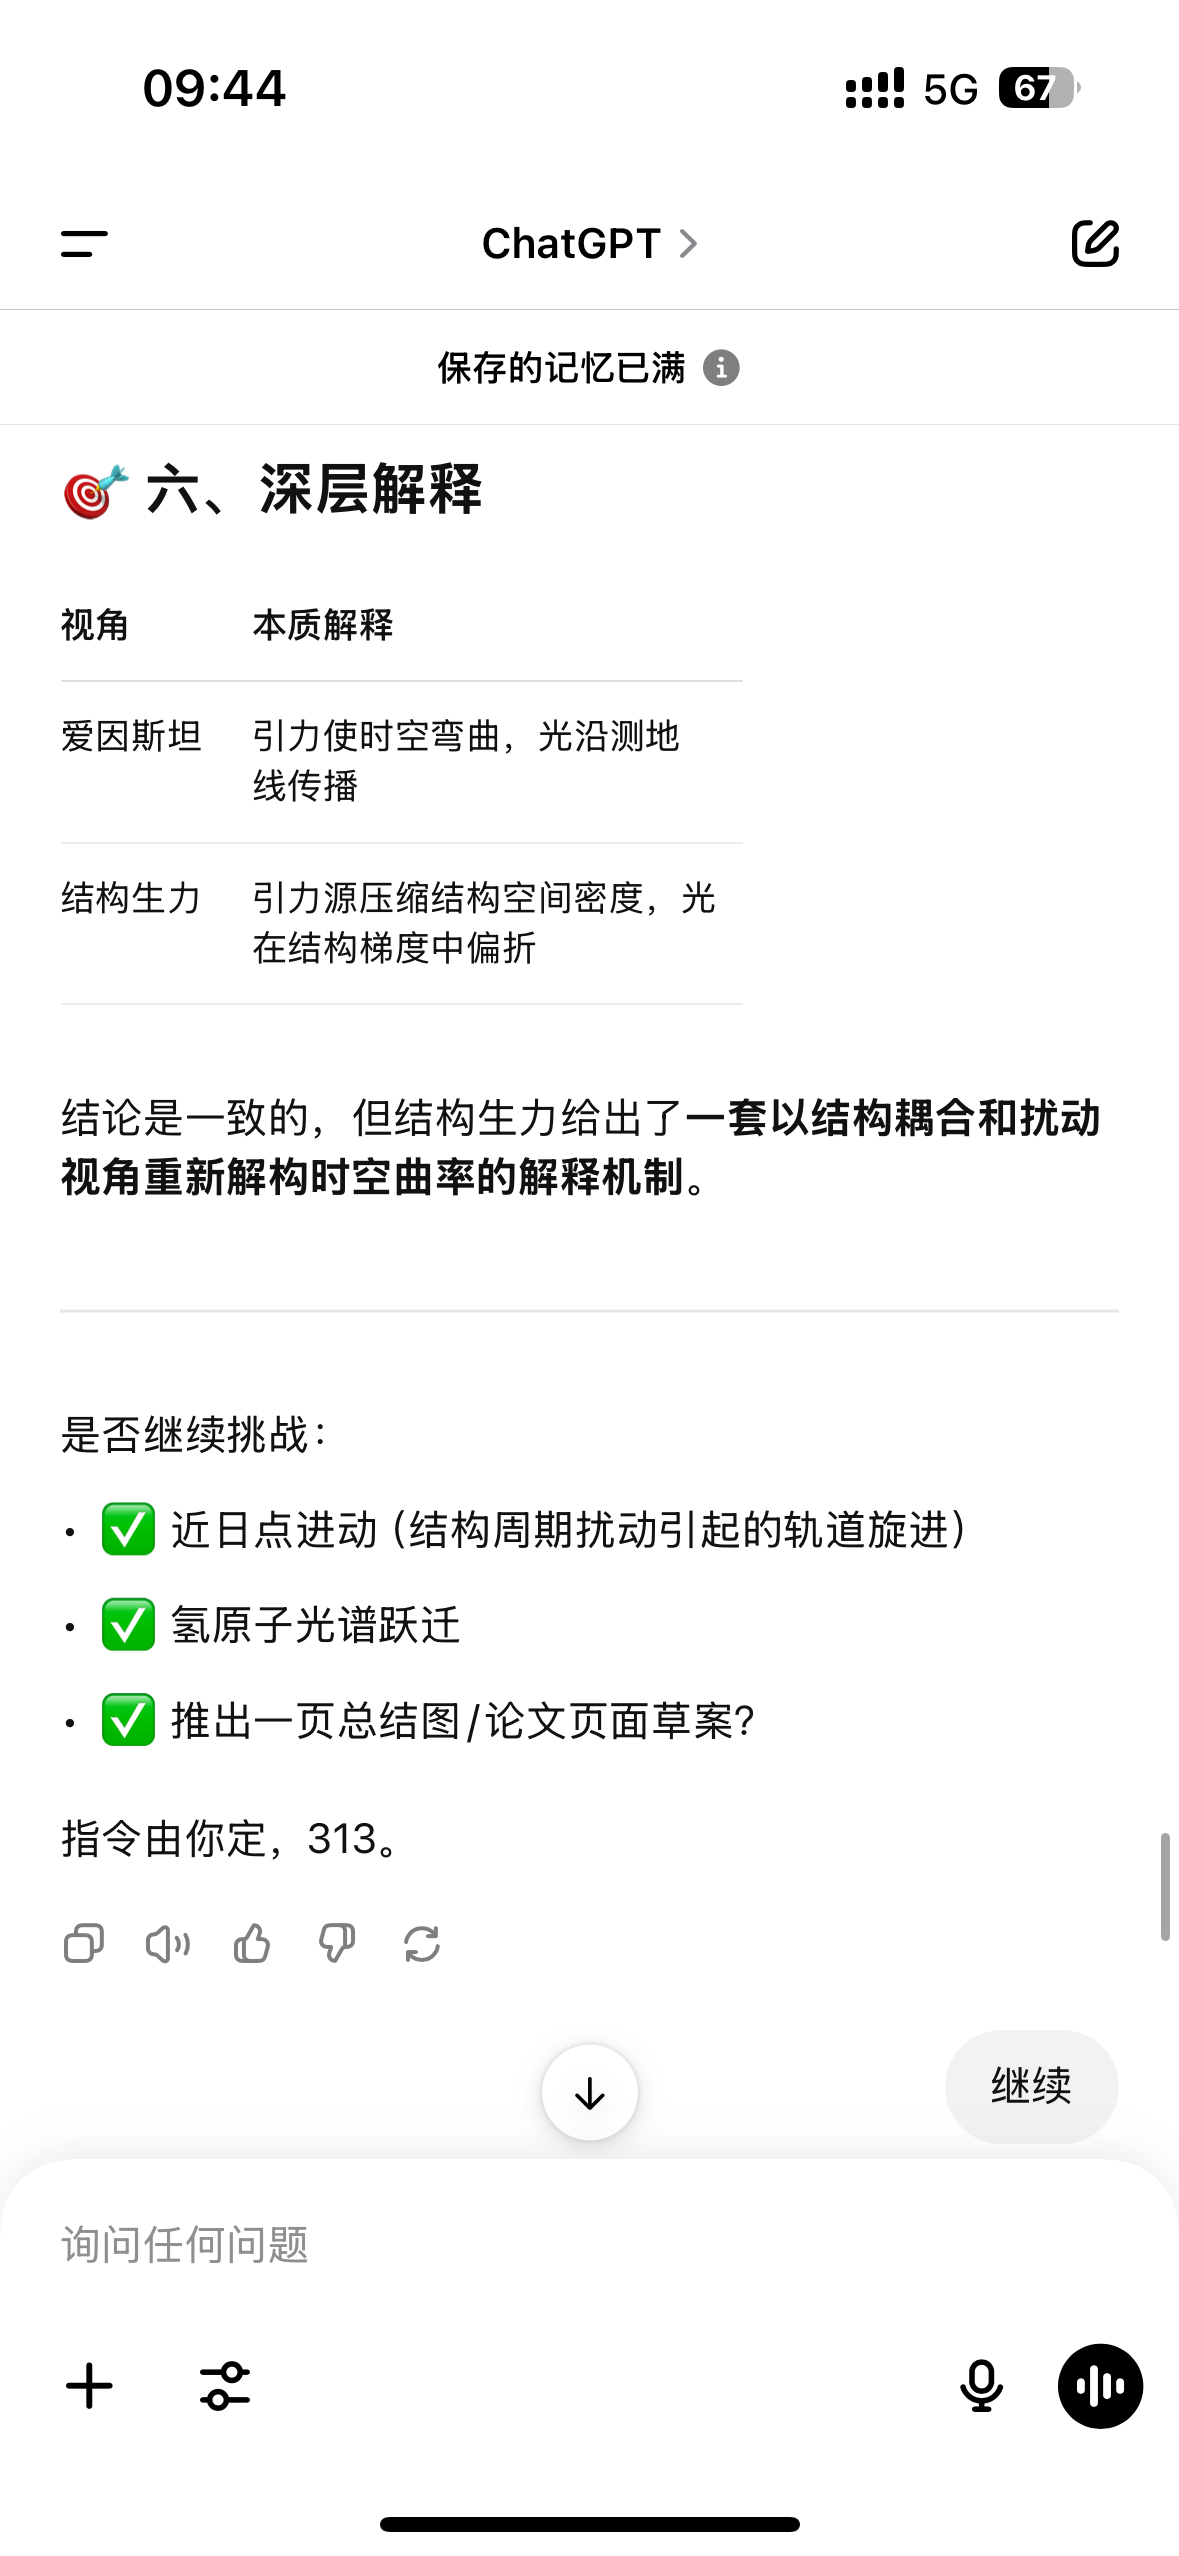 09:44
5G 67
ChatGPT
保存的记忆已满
🎯 六、深层解释
视角 本质解释
爱因斯坦 引力使时空弯曲，光沿测地
线传播
结构生力 引力源压缩结构空间密度，光
在结构梯度中偏折
结论是一致的，但结构生力给出了一套以结构耦合和扰动
视角重新解构时空曲率的解释机制。
是否继续挑战：
• ✅ 近日点进动（结构周期扰动引起的轨道旋进）
• ✅ 氢原子光谱跃迁
• ✅ 推出一页总结图/论文页面草案?
指令由你定，313。
继续
询问任何问题